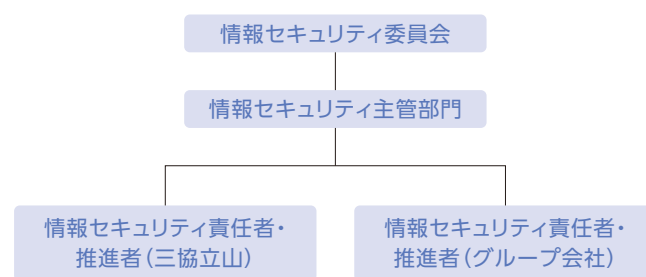 情報セキュリティ委員会
情報セキュリティ主管部門
情報セキュリティ責任者・
推進者(三協立山)
情報セキュリティ責任者・
推進者(グループ会社)